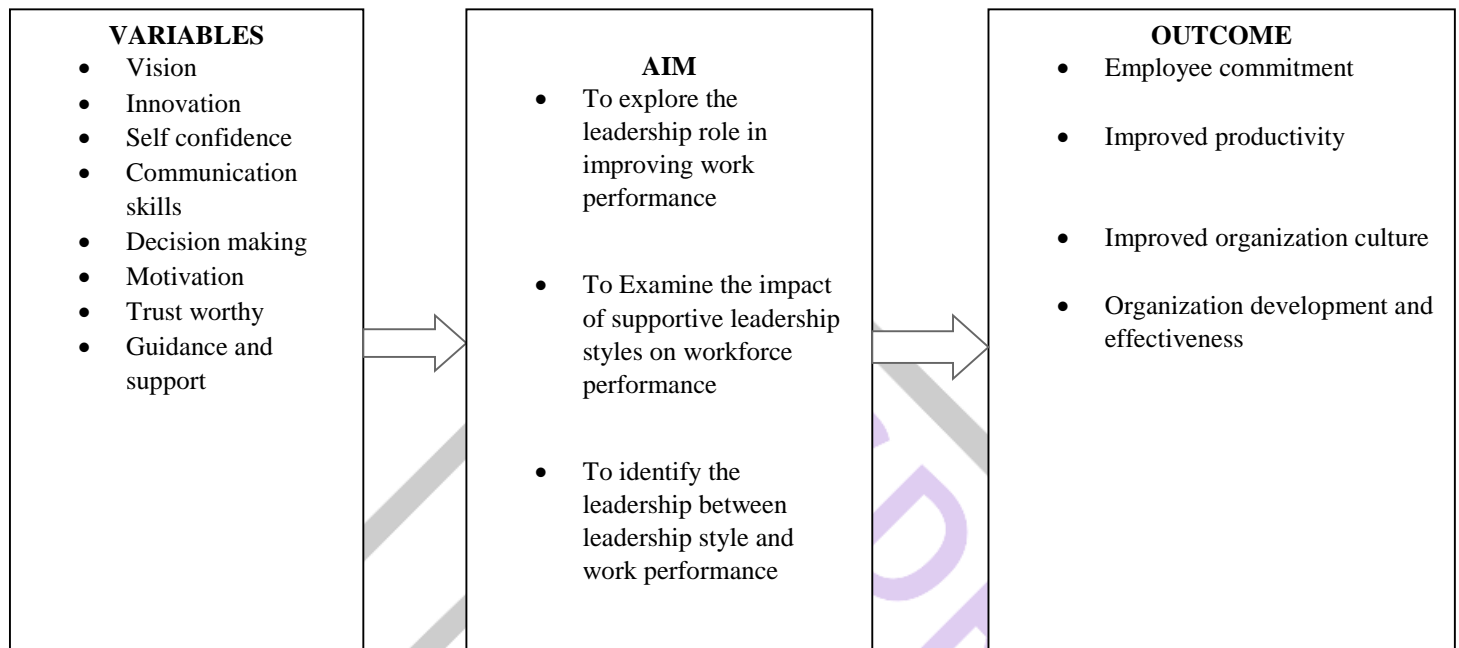 VARIABLES
• Vision
• Innovation
• Self confidence
• Communication
skills
• Decision making
• Motivation
• Trust worthy
• Guidance and
support
AIM
• To explore the
leadership role in
improving work
performance
• To Examine the impact
of supportive leadership
styles on workforce
performance
• To identify the
leadership between
leadership style and
work performance
OUTCOME
• Employee commitment
• Improved productivity
• Improved organization culture
• Organization development and
effectiveness